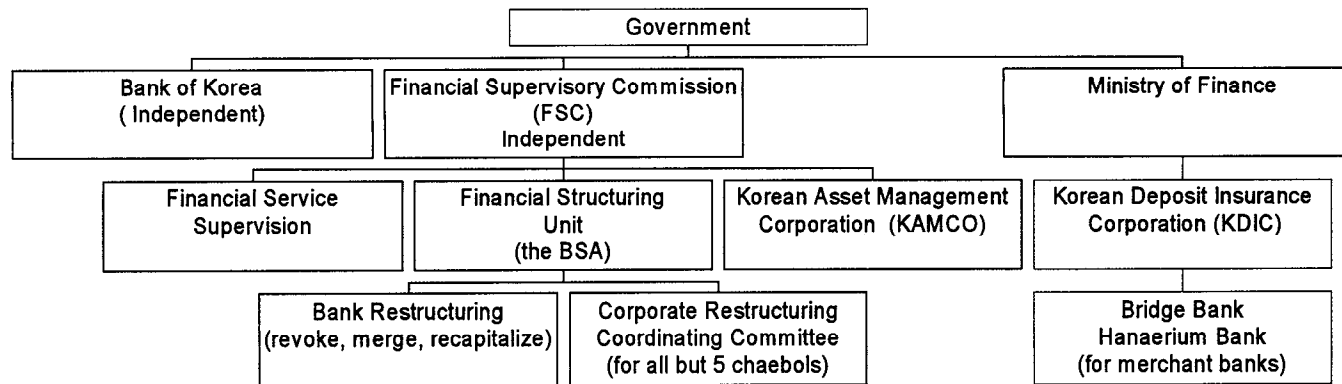 Government
Bank of Korea
( Independent)
Financial Supervisory Commission
(FSC)
Independent
Ministry of Finance
Financial Service
Supervision
Financial Structuring
Unit
(the BSA)
Korean Asset Management
Corporation (KAMCO)
Korean Deposit Insurance
Corporation (KDIC)
Bank Restructuring
(revoke, merge, recapitalize)
Corporate Restructuring
Coordinating Committee
(for all but 5 chaebols)
Bridge Bank
Hanaerium Bank
(for merchant banks)